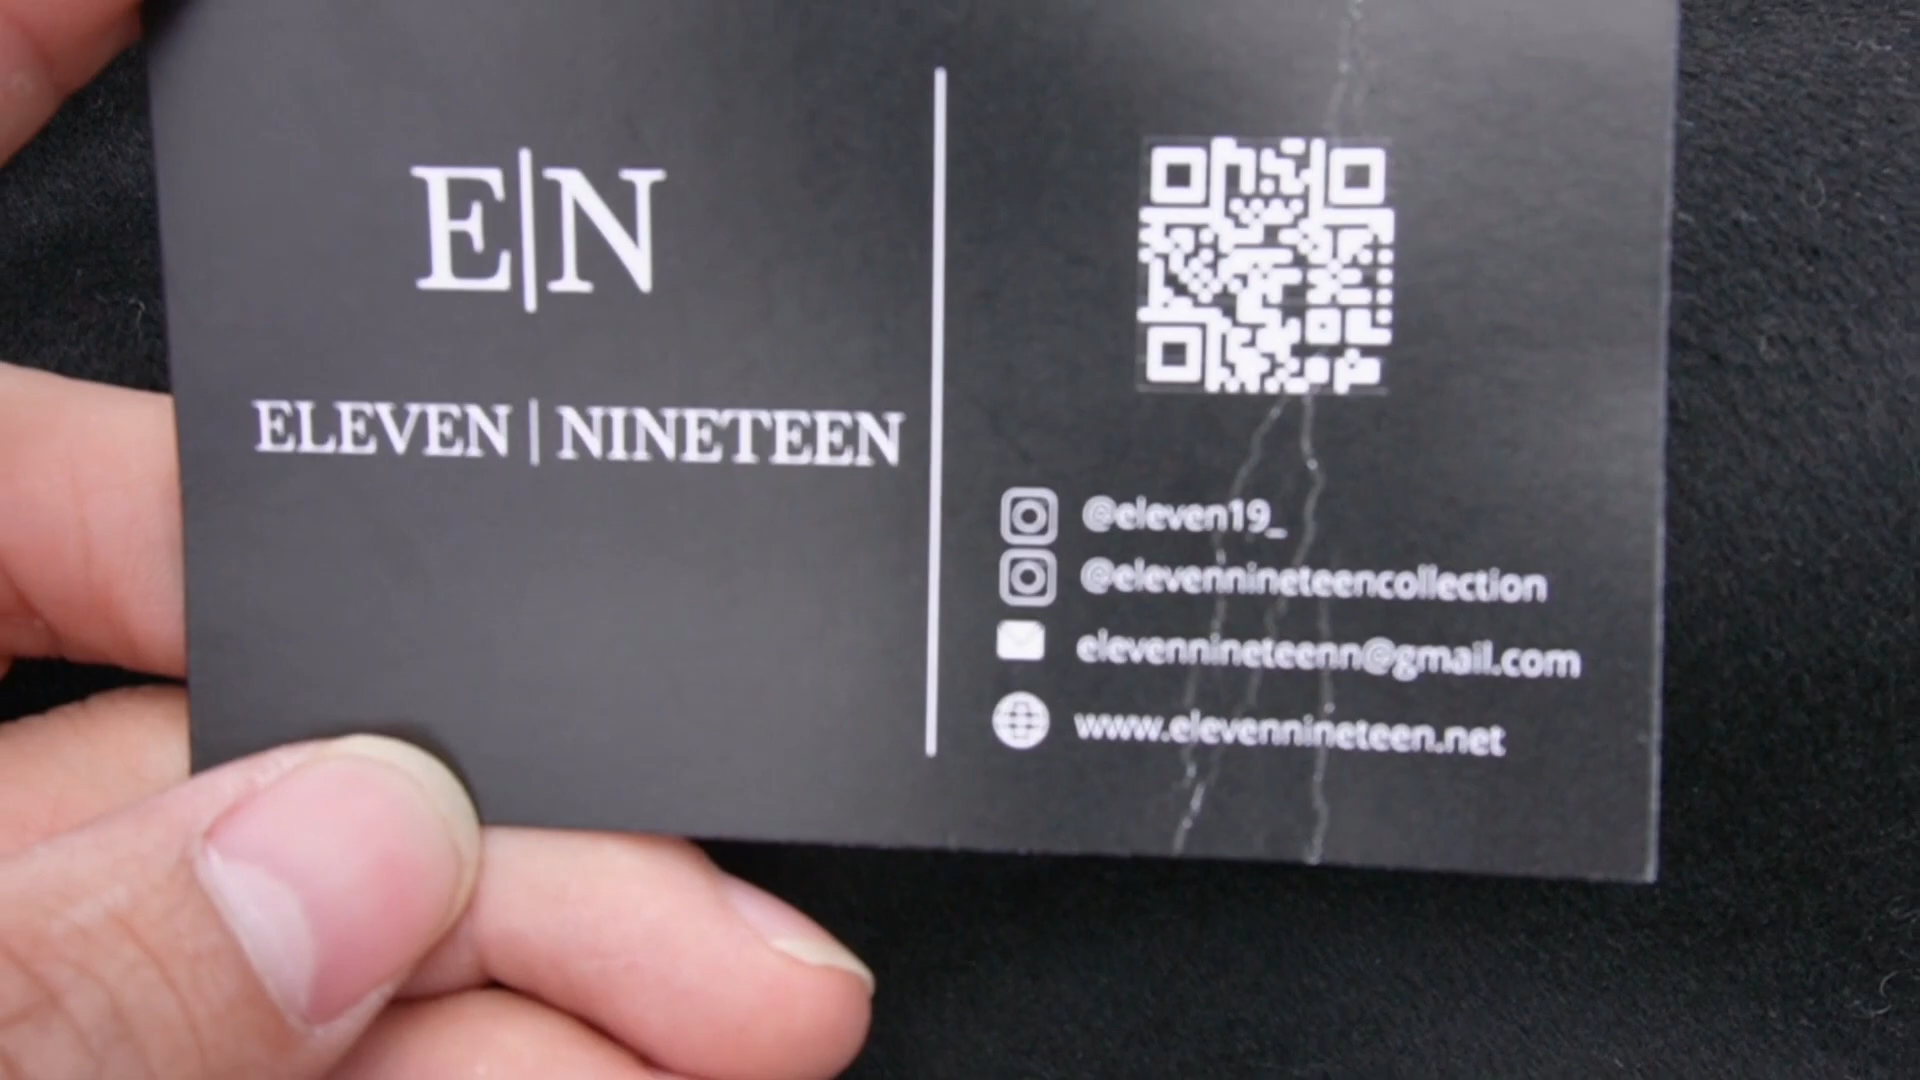 E|N
ELEVEN | NINETEEN
@eleven19_
@elevennineteencollection
elevennineteenn@gmail.com
www.elevennineteen.net